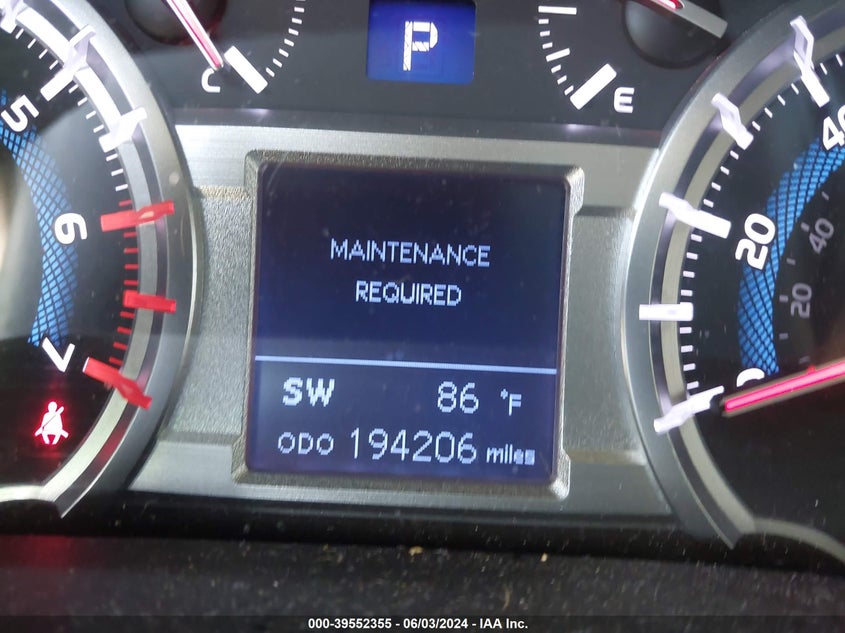 P
C
E
5
6
7
40
20
40
20
0
MAINTENANCE
REQUIRED
SW 86 °F
ODO 194206 miles
000-39552355 - 06/03/2024 - IAA Inc.